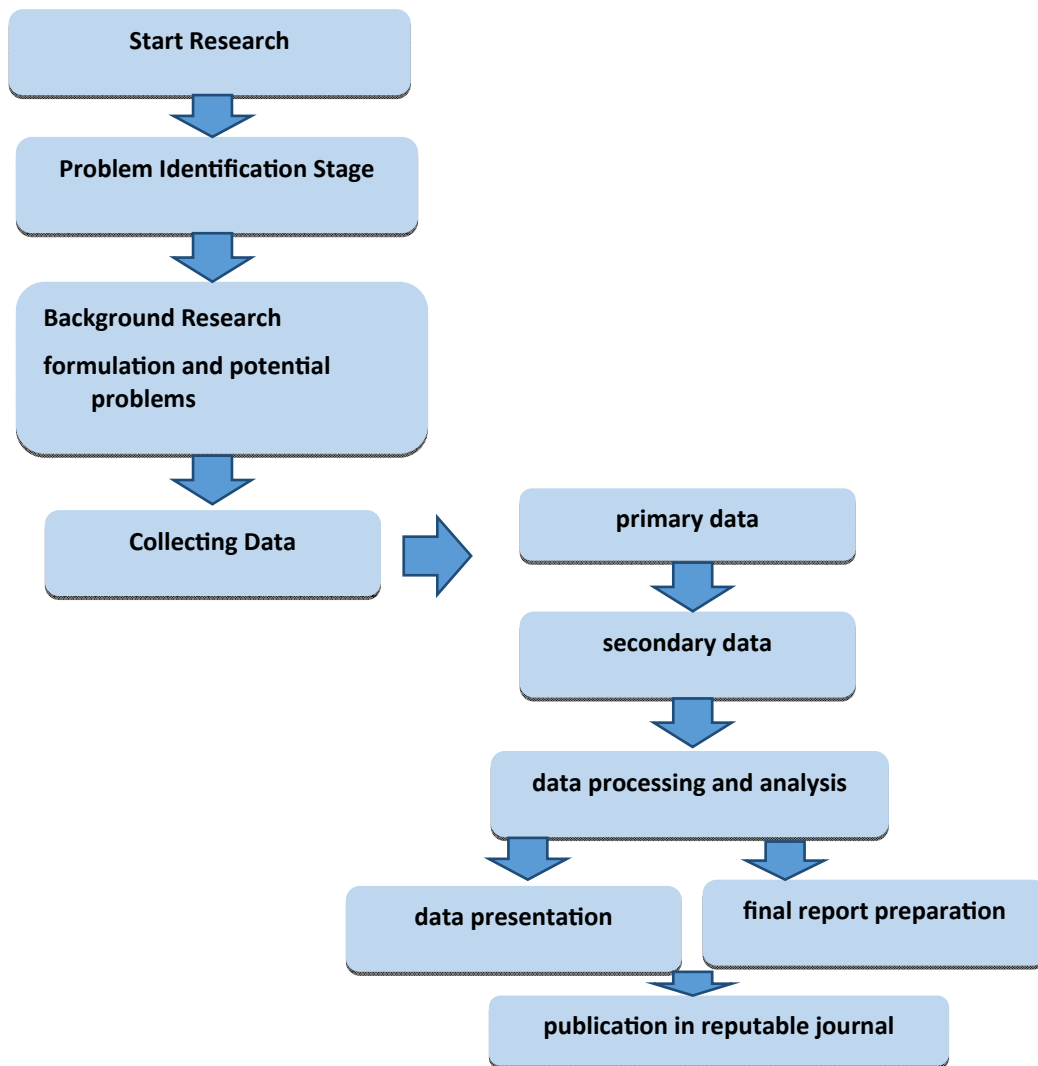 Start Research
Problem Identification Stage
Background Research
formulation and potential
problems
Collecting Data
primary data
secondary data
data processing and analysis
data presentation
final report preparation
publication in reputable journal